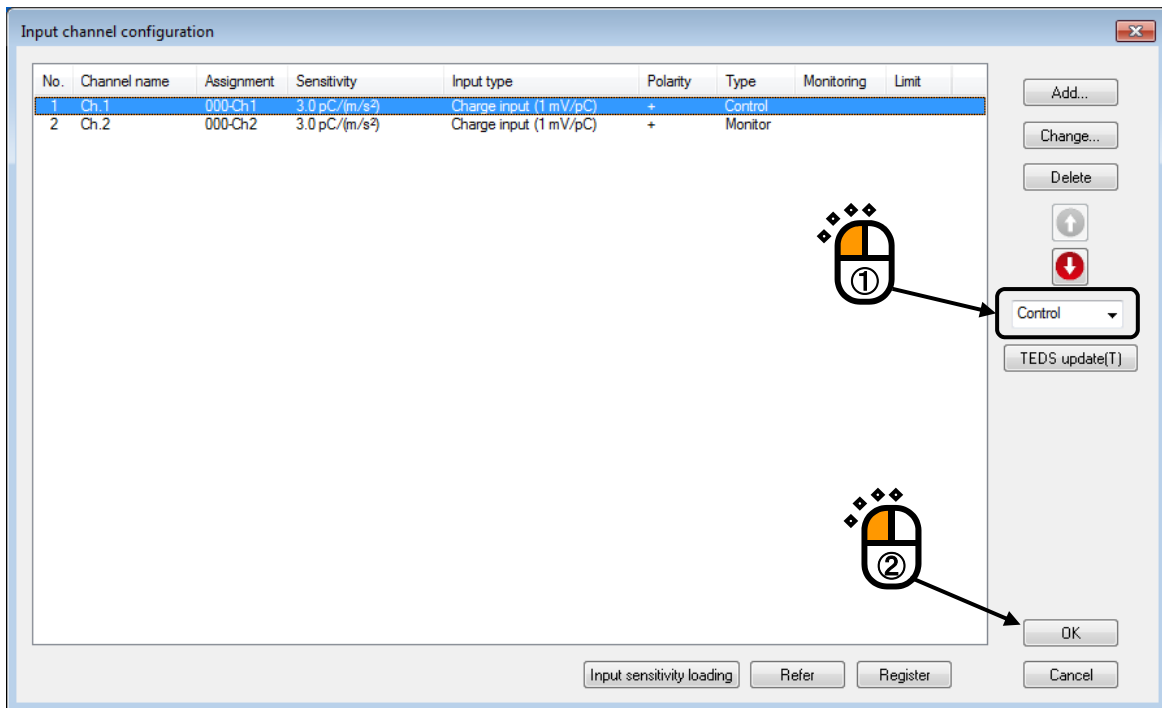 Input channel configuration
No. Channel name Assignment Sensitivity Input type Polarity Type Monitoring Limit
1 Ch.1 000-Ch1 3.0 pC/(m/s²) Charge input (1 mV/pC) + Control
2 Ch.2 000-Ch2 3.0 pC/(m/s²) Charge input (1 mV/pC) + Monitor
Add...
Change...
Delete
①
Control
TEDS update(T)
②
OK
Input sensitivity loading Refer Register Cancel